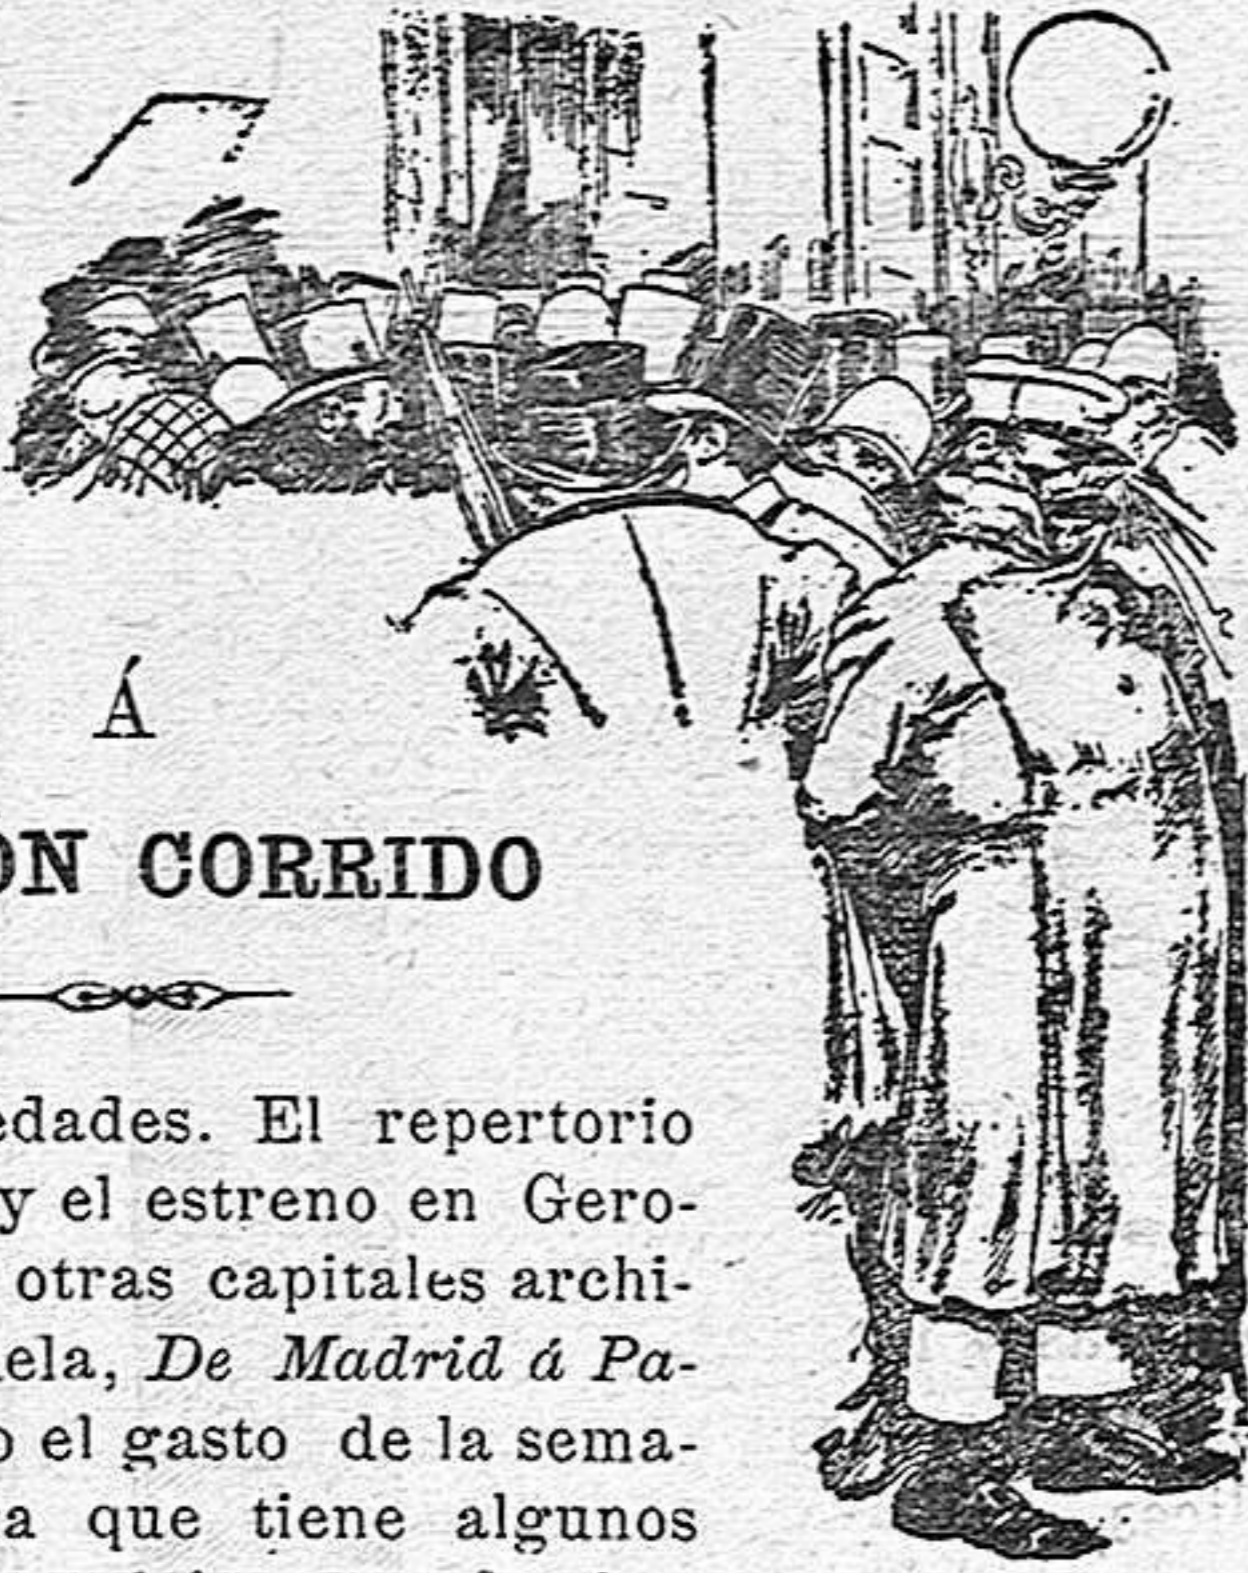 Á
ON CORRIDO
edades. El repertorio
y el estreno en Gero-
otras capitales archi-
ela, De Madrid á Pa-
o el gasto de la sema-
a que tiene algunos